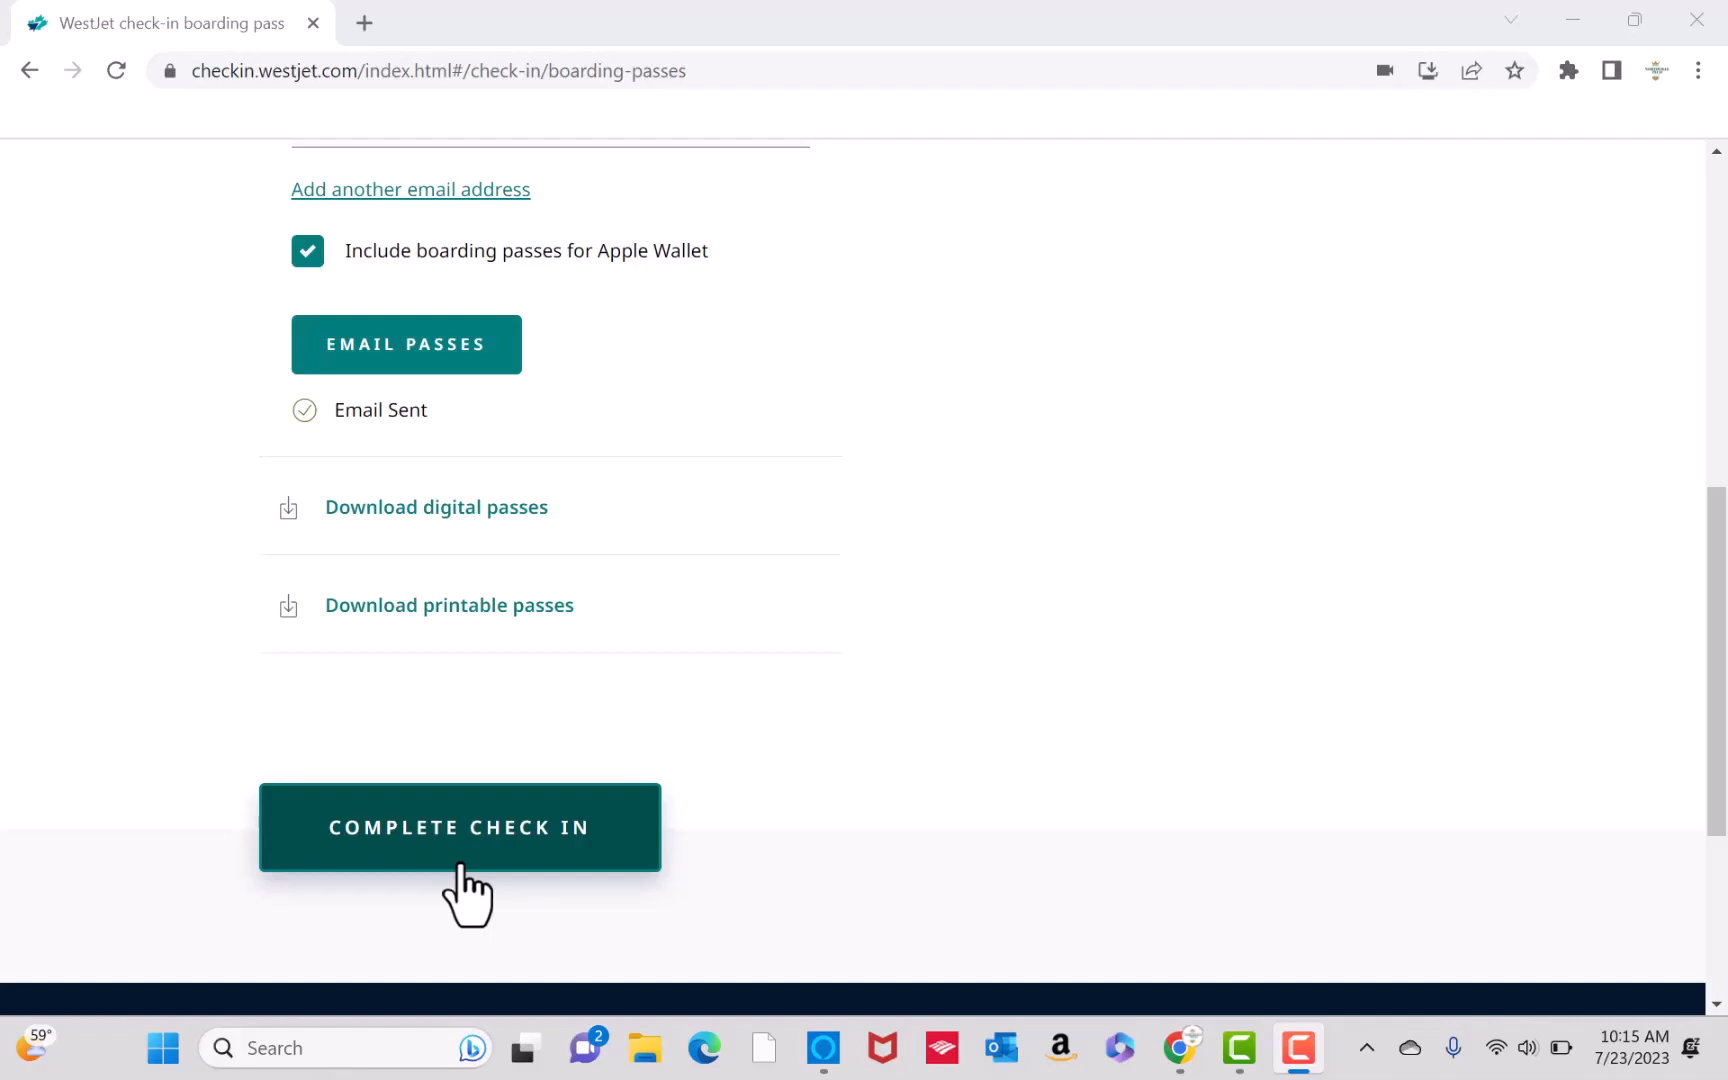 WestJet check-in boarding pass
checkin.westjet.com/index.html#/check-in/boarding-passes
Add another email address
Include boarding passes for Apple Wallet
EMAIL PASSES
Email Sent
Download digital passes
Download printable passes
COMPLETE CHECK IN
59°
Search
2
a
10:15 AM
7/23/2023